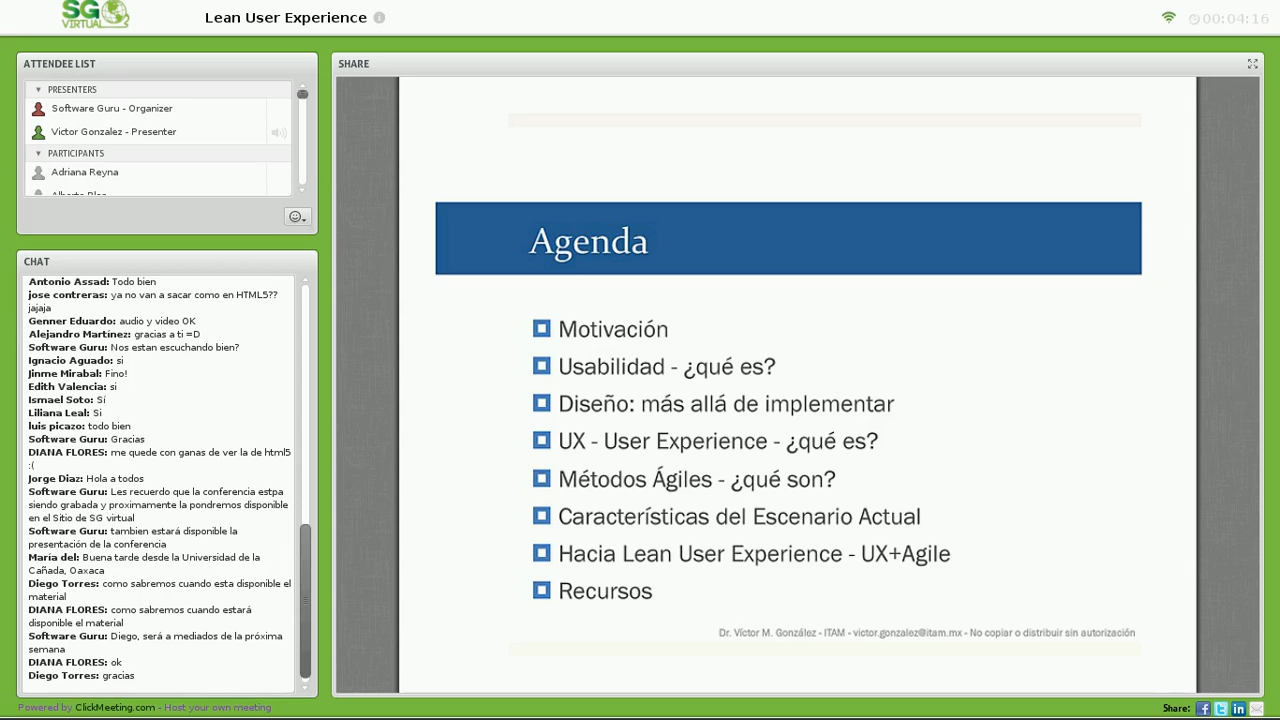 SG
VIRTUAL
Lean User Experience
00:04:16
ATTENDEE LIST
PRESENTERS
Software Guru - Organizer
Victor Gonzalez - Presenter
PARTICIPANTS
Adriana Reyna
CHAT
Antonio Assad: Todo bien
jose contreras: ya no van a sacar como en HTML5??
jajaja
Genner Eduardo: audio y video OK
Alejandro Martínez: gracias a ti =D
Software Guru: Nos estan escuchando bien?
Ignacio Aguado: si
Jinme Mirabal: Fino!
Edith Valencia: si
Ismael Soto: Sí
Liliana Leal: Si
luis picazo: todo bien
Software Guru: Gracias
DIANA FLORES: me quede con ganas de ver la de html5
:(
Jorge Diaz: Hola a todos
Software Guru: Les recuerdo que la conferencia estpa
siendo grabada y proximamente la pondremos disponible
en el Sitio de SG virtual
Software Guru: tambien estará disponible la
presentación de la conferencia
María del: Buena tarde desde la Universidad de la
Cañada, Oaxaca
Diego Torres: como sabremos cuando esta disponible el
material
DIANA FLORES: como sabremos cuando estará
disponible el material
Software Guru: Diego, será a mediados de la próxima
semana
DIANA FLORES: ok
Diego Torres: gracias
SHARE
Agenda
Motivación
Usabilidad - ¿qué es?
Diseño: más allá de implementar
UX - User Experience - ¿qué es?
Métodos Ágiles - ¿qué son?
Características del Escenario Actual
Hacia Lean User Experience - UX+Agile
Recursos
Dr. Víctor M. González - ITAM - victor.gonzalez@itam.mx - No copiar o distribuir sin autorización
Powered by ClickMeeting.com - Host your own meeting
Share: